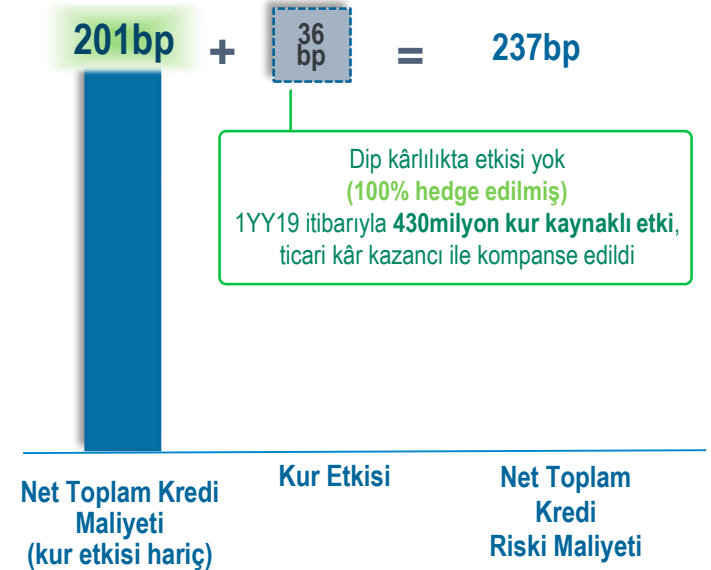 201bp + 36 bp = 237bp
Dip kârlılıkta etkisi yok
(100% hedge edilmiş)
1YY19 itibarıyla 430milyon kur kaynaklı etki,
ticari kâr kazancı ile kompanse edildi
Net Toplam Kredi
Maliyeti
(kur etkisi hariç)
Kur Etkisi
Net Toplam
Kredi
Riski Maliyeti